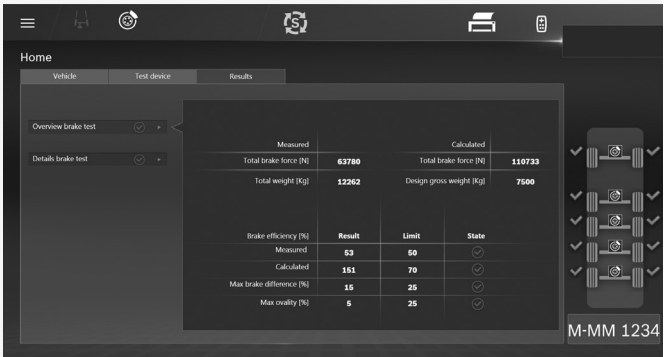 S
Home
Vehicle Test device Results
Overview brake test
Details brake test
Measured Calculated
Total brake force [N] 63780 Total brake force [N] 110733
Total weight [Kg] 12262 Design gross weight [Kg] 7500
Brake efficiency [%] Result Limit State
Measured 53 50
Calculated 151 70
Max brake difference [%] 15 25
Max ovality [%] 5 25
M-MM 1234